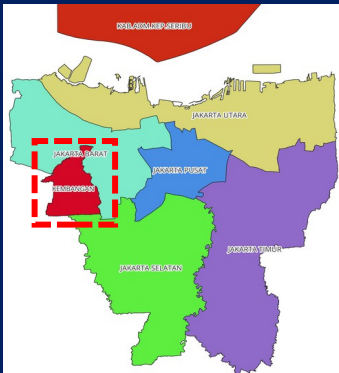 KAB.ADM.KEP.SERIBU
JAKARTA UTARA
JAKARTA BARAT
JAKARTA PUSAT
KEMBANGAN
JAKARTA TIMUR
JAKARTA SELATAN